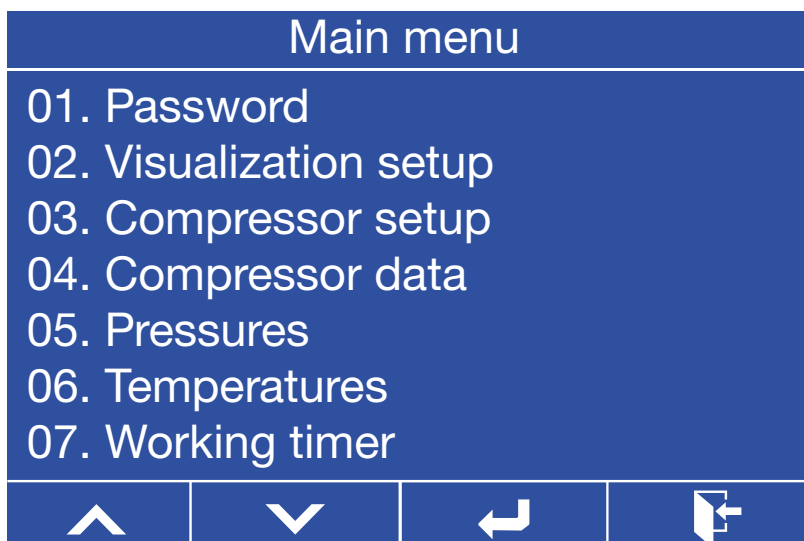 Main menu
01. Password
02. Visualization setup
03. Compressor setup
04. Compressor data
05. Pressures
06. Temperatures
07. Working timer